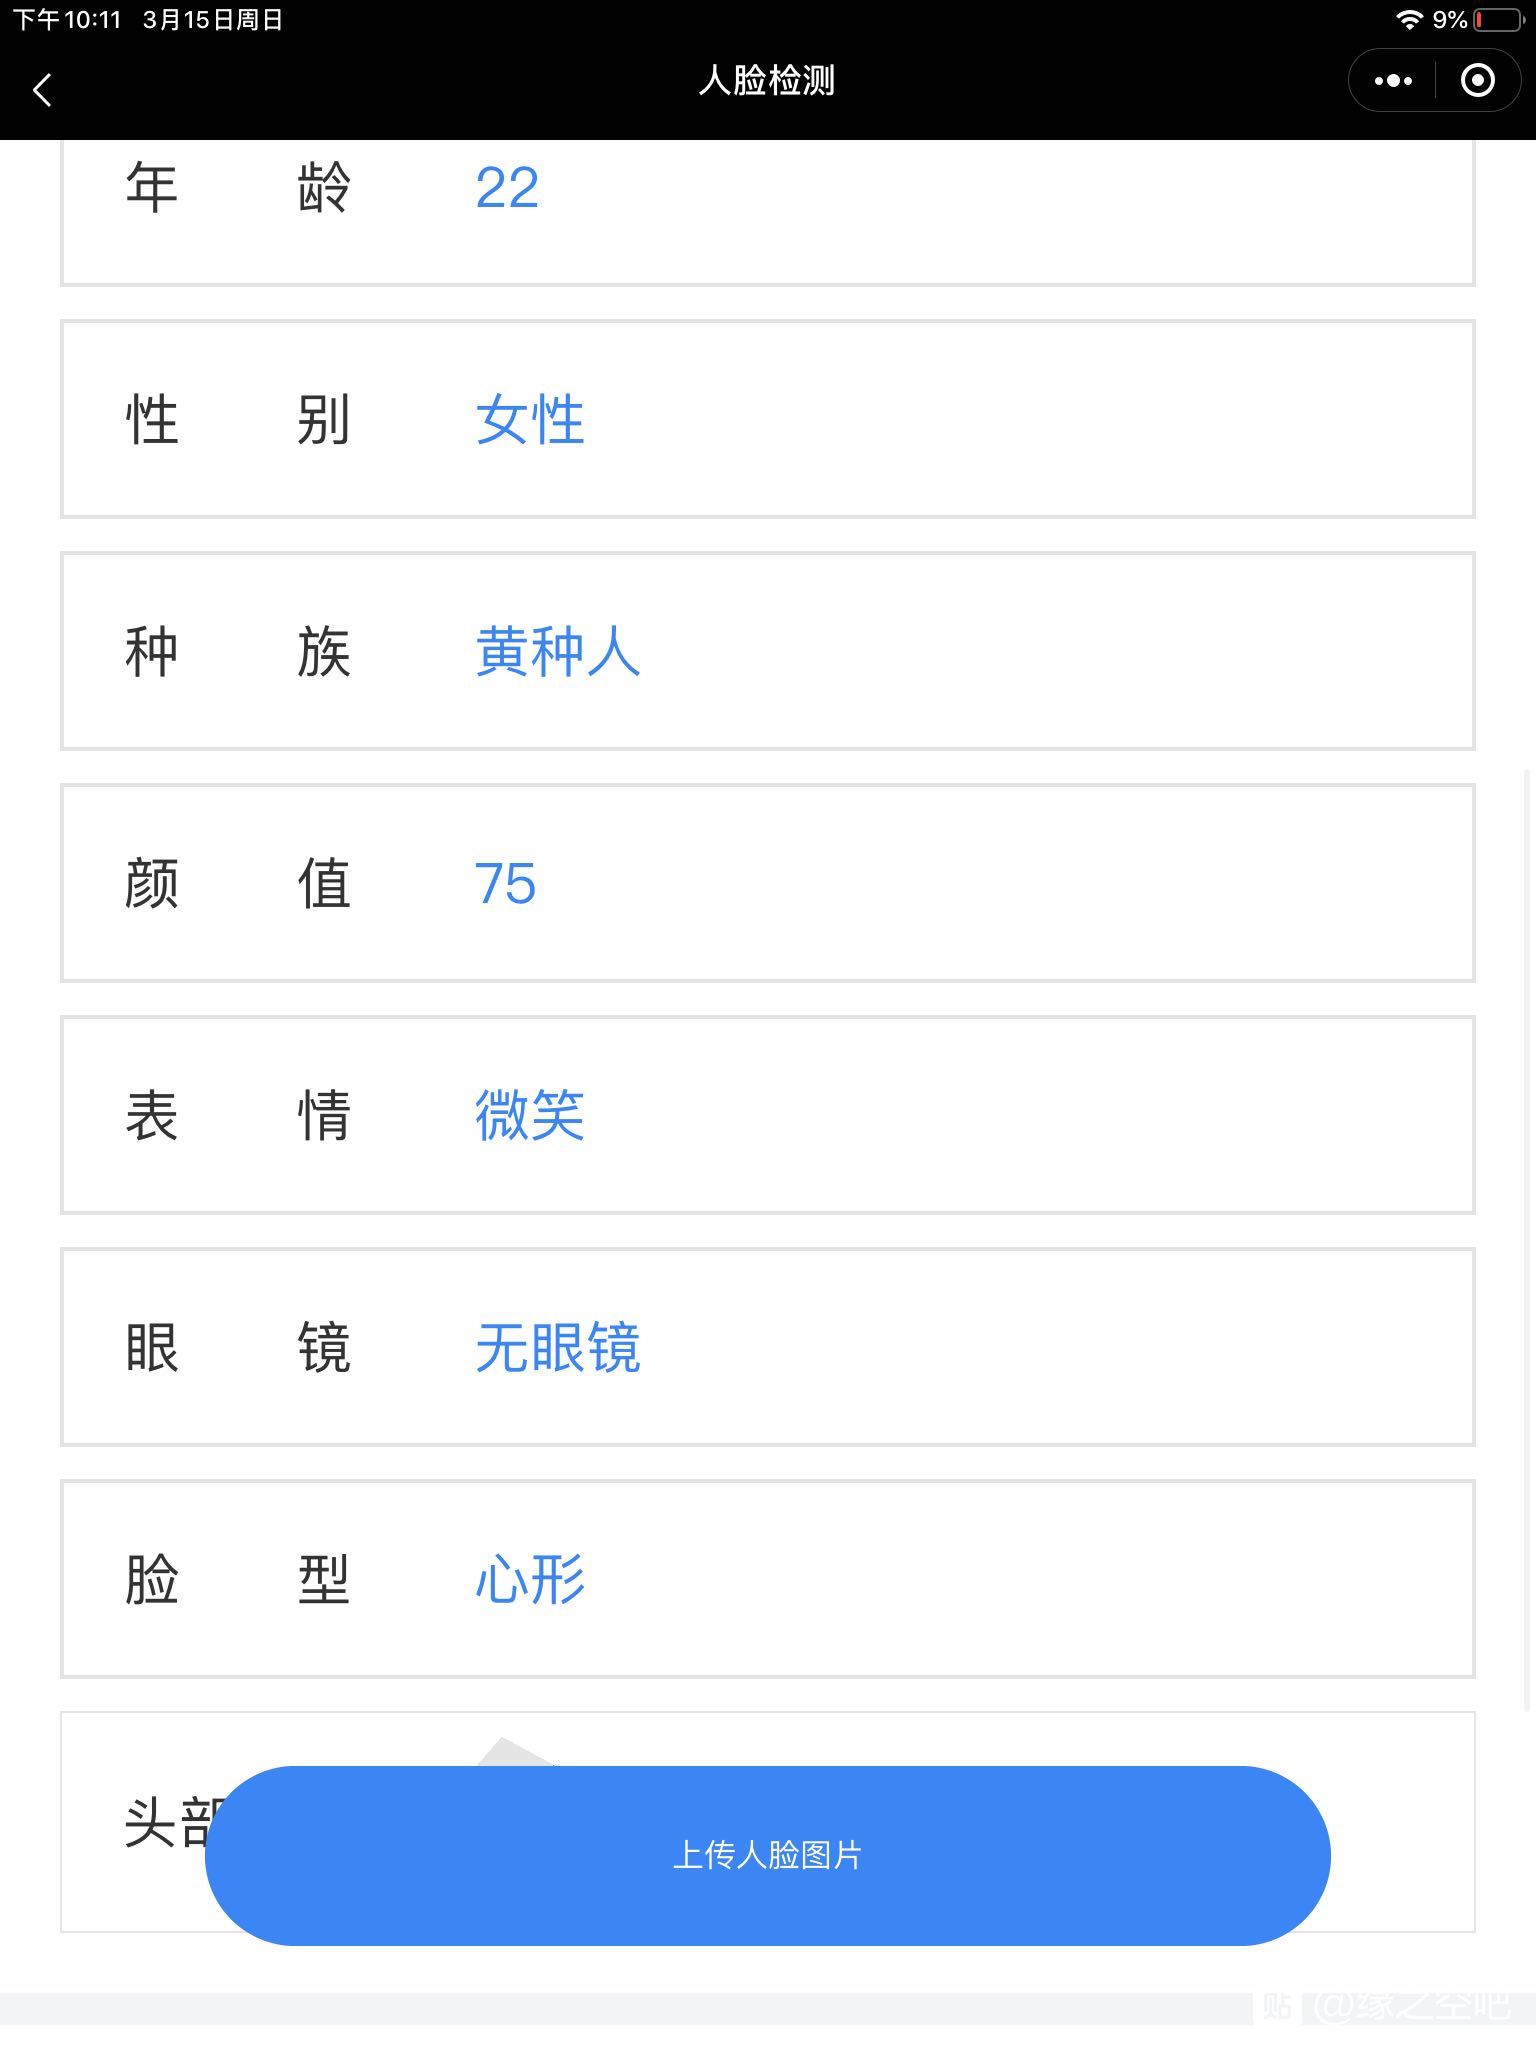 下午10:11 3月15日周日
9%
人脸检测
年 龄 22
性 别 女性
种 族 黄种人
颜 值 75
表 情 微笑
眼 镜 无眼镜
脸 型 心形
头部
上传人脸图片
贴 @缘之空吧